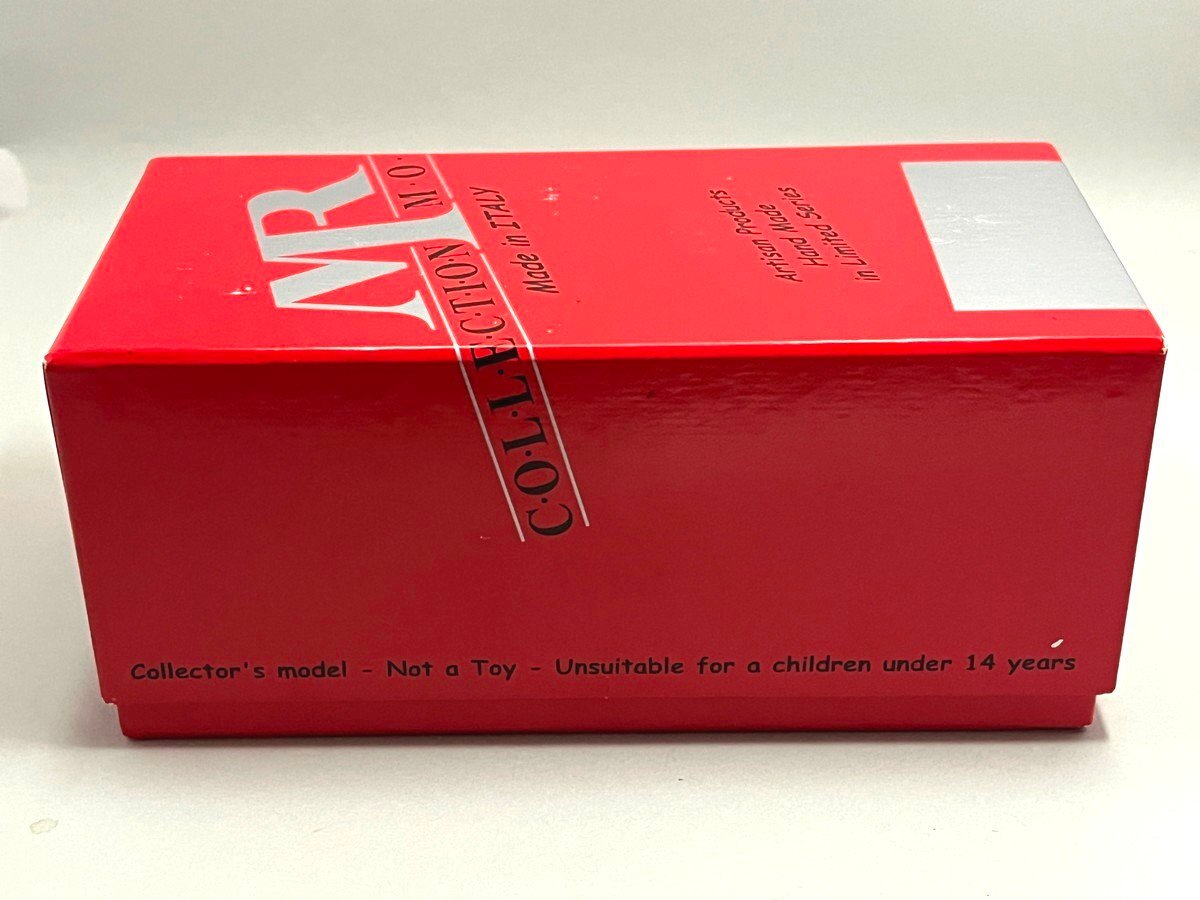 MR
C·O·L·L·E·C·T·I·O·N M·O·
Made in ITALY
Artisan Products
Hand Made
in Limited Series
Collector's model - Not a Toy - Unsuitable for a children under 14 years